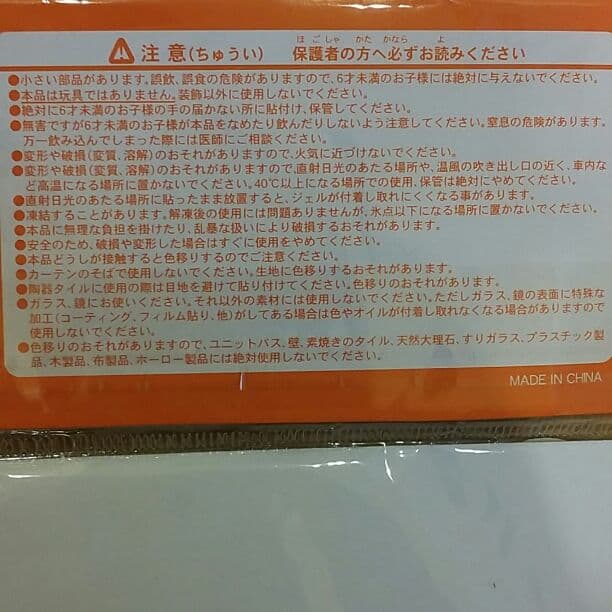 ほごしゃ かた かなら よ
注意(ちゅうい) 保護者の方へ必ずお読みください
●小さい部品があります。誤飲、誤食の危険がありますので、6才未満のお子様には絶対に与えないでください。
●本品は玩具ではありません。装飾以外に使用しないでください。
●絶対に6才未満のお子様の手の届かない所に貼付け、保管してください。
●無害ですが6才未満のお子様が本品をなめたり飲んだりしないよう注意してください。窒息の危険があります。
万一飲み込んでしまった際には医師にご相談ください。
●変形や破損(変質、溶解)のおそれがありますので、火気に近づけないでください。
●変形や破損(変質、溶解)のおそれがありますので、直射日光のあたる場所や、温風の吹き出し口の近く、車内な
ど高温になる場所に置かないでください。40℃以上になる場所での使用、保管は絶対にやめてください。
●直射日光のあたる場所に貼ったまま放置すると、ジェルが付着し取れにくくなる事があります。
●凍結することがあります。解凍後の使用には問題ありませんが、氷点以下になる場所に置かないでください。
●本品に無理な負担を掛けたり、乱暴な扱いにより破損するおそれがあります。
●安全のため、破損や変形した場合はすぐに使用をやめてください。
●本品どうしが接触すると色移りするのでご注意ください。
●カーテンのそばで使用しないでください。生地に色移りするおそれがあります。
●陶器タイルに使用の際は目地を避けて貼り付けてください。色移りのおそれがあります。
●ガラス、鏡にお使いください。それ以外の素材には使用しないでください。ただしガラス、鏡の表面に特殊な
加工(コーティング、フィルム貼り、他)がしてある場合は色やオイルが付着し取れなくなる場合がありますので
使用しないでください。
●色移りのおそれがありますので、ユニットバス、壁、素焼きのタイル、天然大理石、すりガラス、プラスチック製
品、木製品、布製品、ホーロー製品には絶対使用しないでください。
MADE IN CHINA